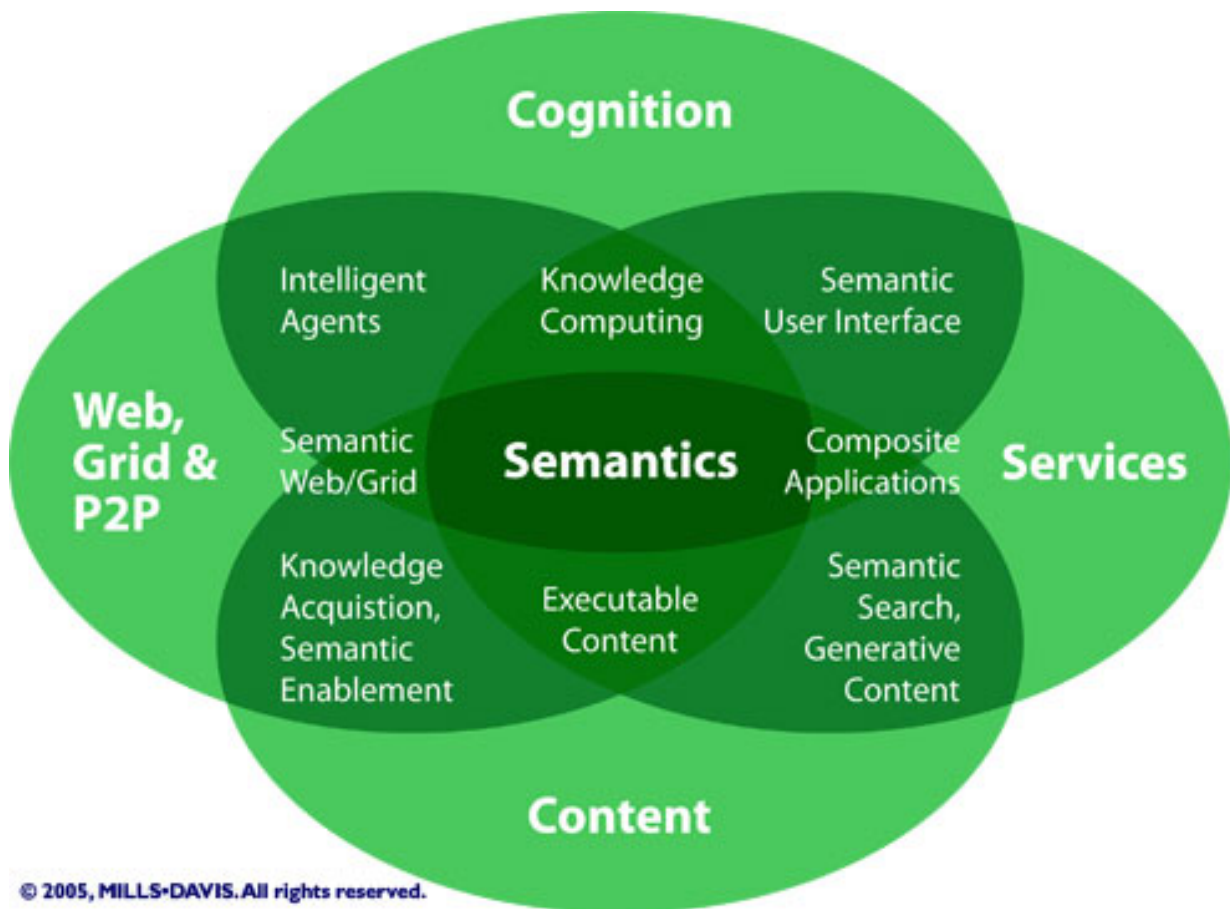 Cognition
Intelligent
Agents
Knowledge
Computing
Semantic
User Interface
Web,
Grid &
P2P
Semantic
Web/Grid
Semantics
Composite
Applications
Services
Knowledge
Acquistion,
Semantic
Enablement
Executable
Content
Semantic
Search,
Generative
Content
Content
© 2005, MILLS•DAVIS. All rights reserved.